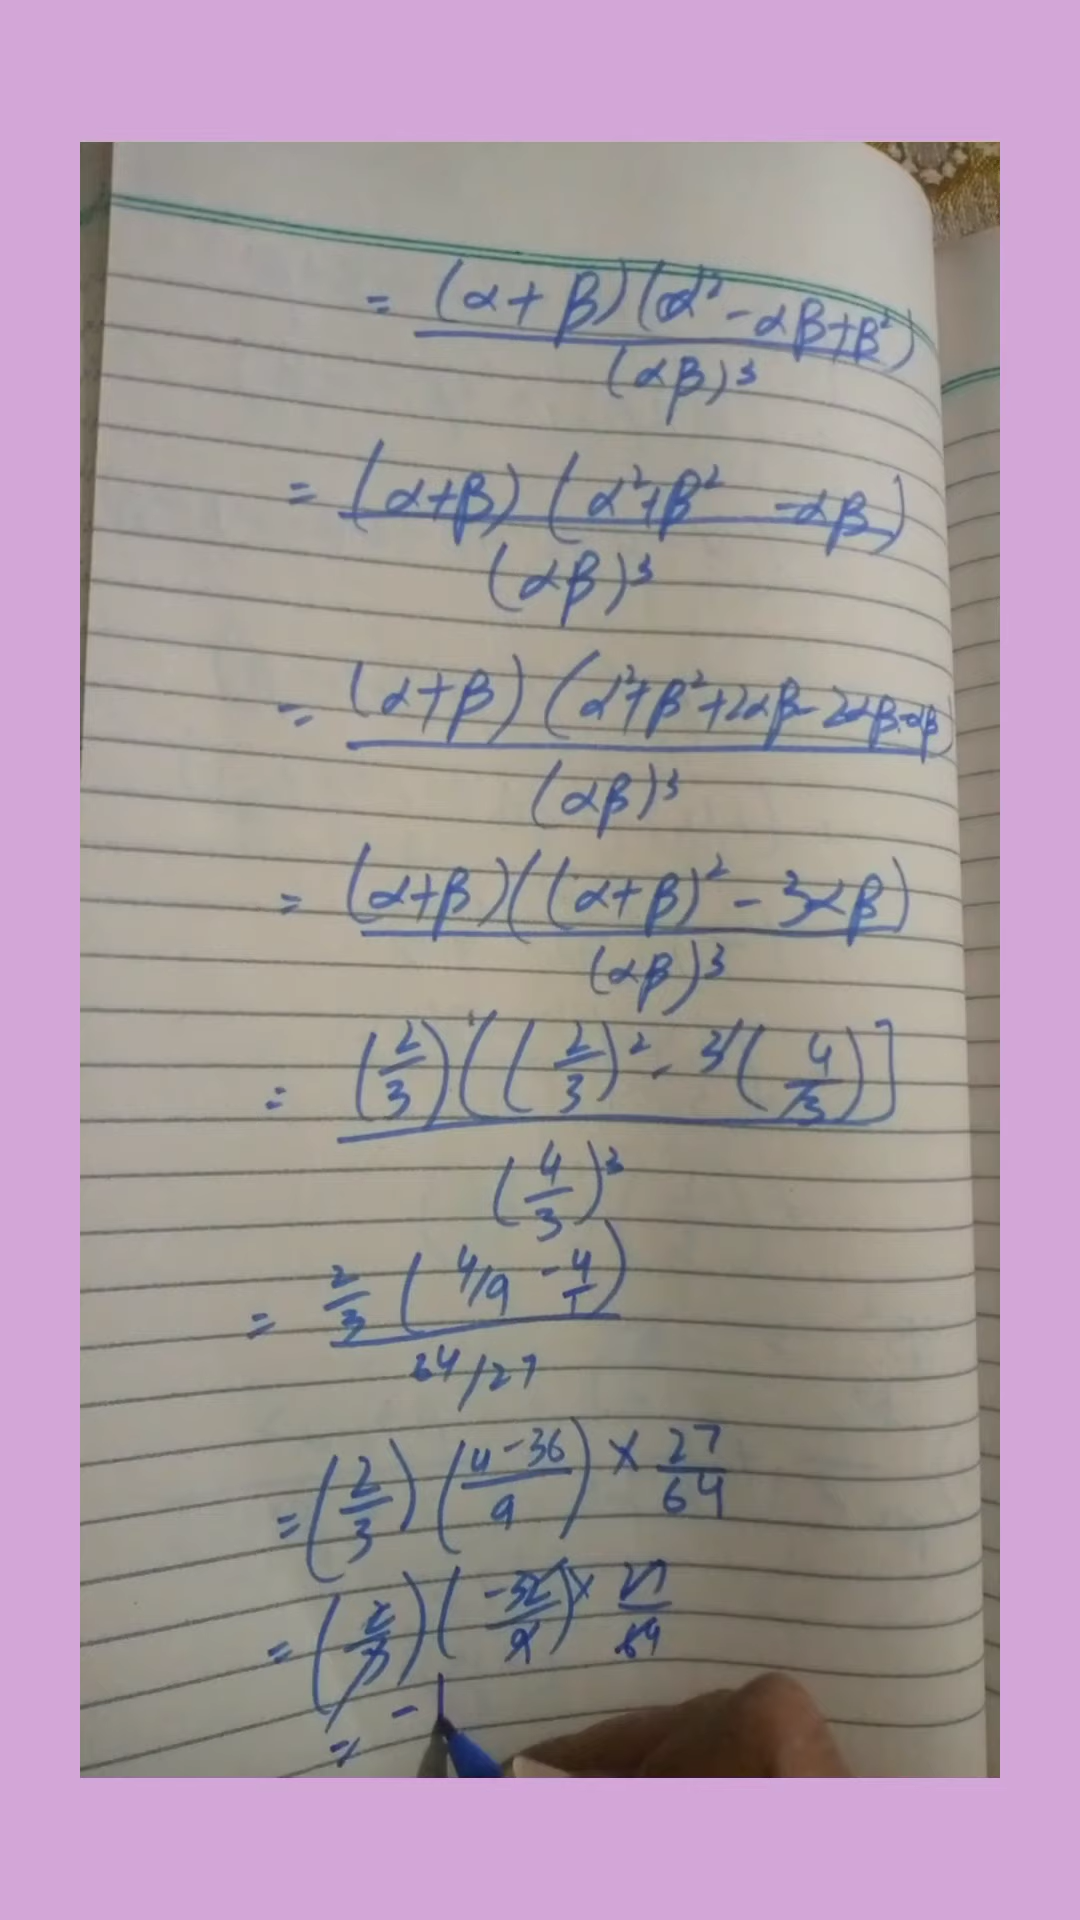 = (α+β)(α²-αβ+β²) / (αβ)³
= (α+β) (α²+β² -αβ) / (αβ)³
= (α+β) (α²+β²+2αβ-2αβ-αβ) / (αβ)³
= (α+β)((α+β)² - 3αβ) / (αβ)³
= (2/3)((2/3)² - 3(4/3)] / (4/3)³
= 2/3 (4/9 - 4/1) / 64/27
= (2/3) (4-36/9) × 27/64
= (2/3) (-32/9) × 27/64
= -1